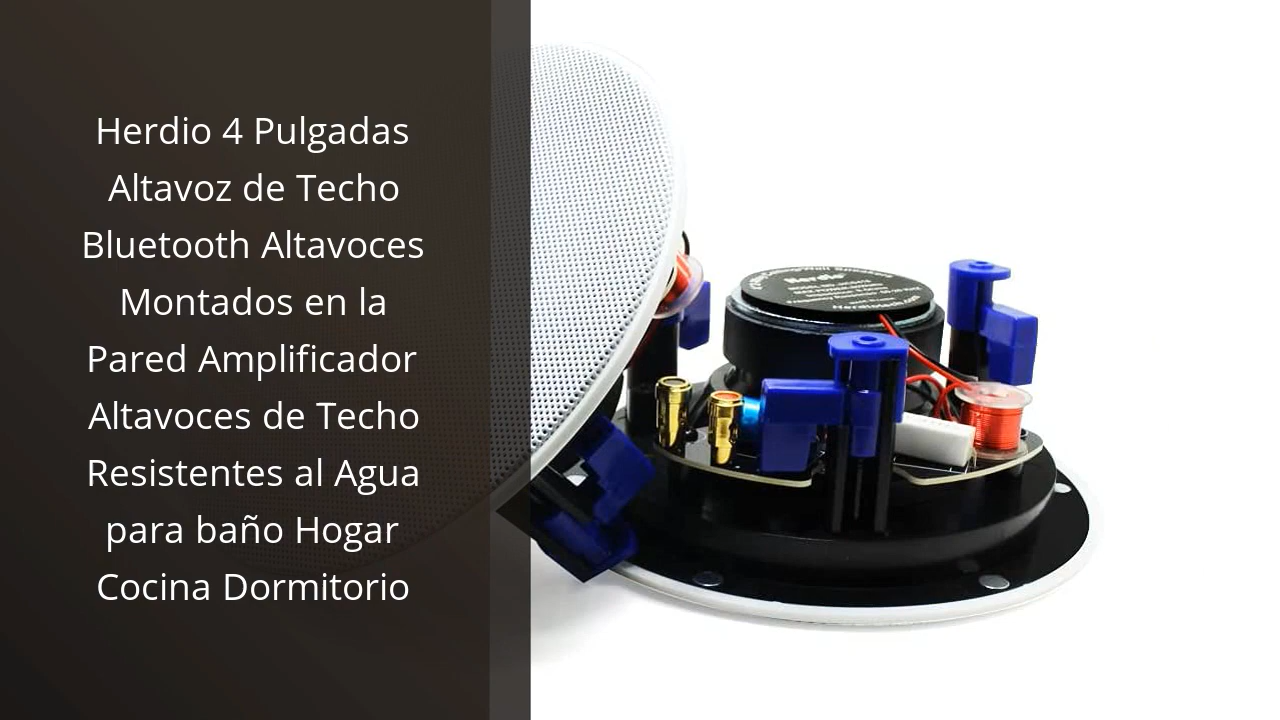 Herdio 4 Pulgadas
Altavoz de Techo
Bluetooth Altavoces
Montados en la
Pared Amplificador
Altavoces de Techo
Resistentes al Agua
para baño Hogar
Cocina Dormitorio
Herdio